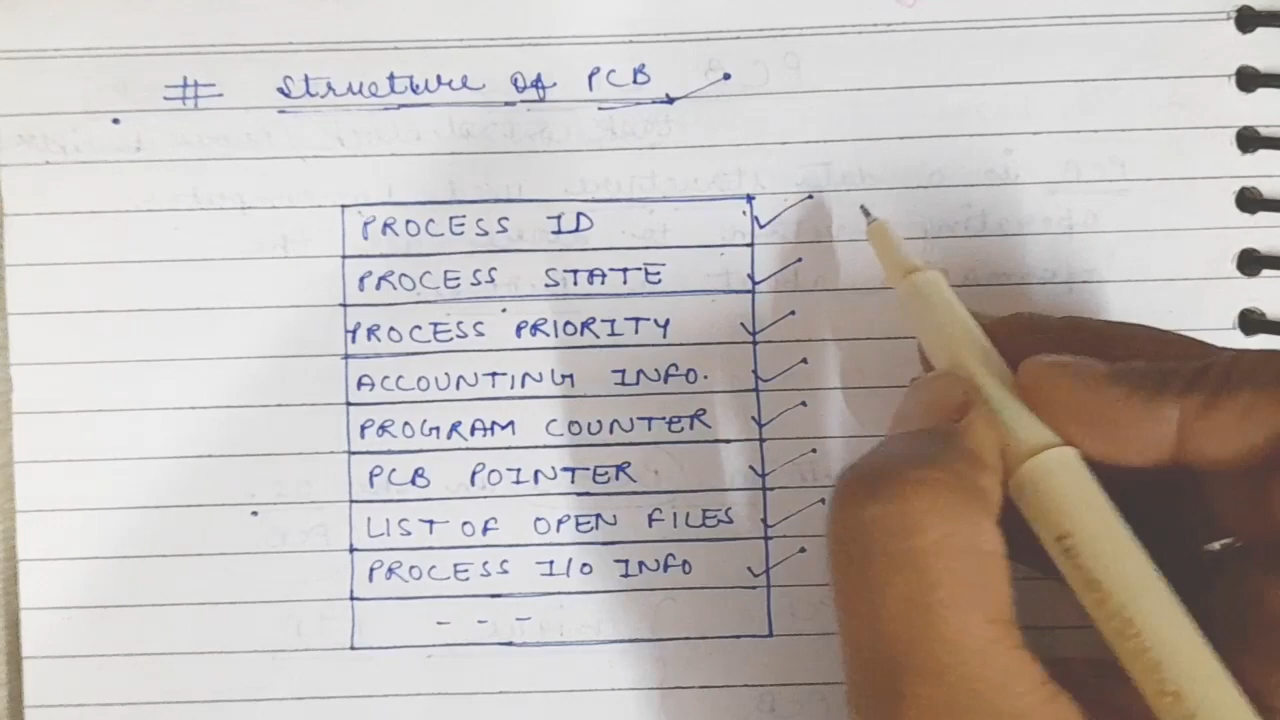 # Structure of PCB
PROCESS ID
PROCESS STATE
PROCESS PRIORITY
ACCOUNTING INFO.
PROGRAM COUNTER
PCB POINTER
LIST OF OPEN FILES
PROCESS I/O INFO
- - -